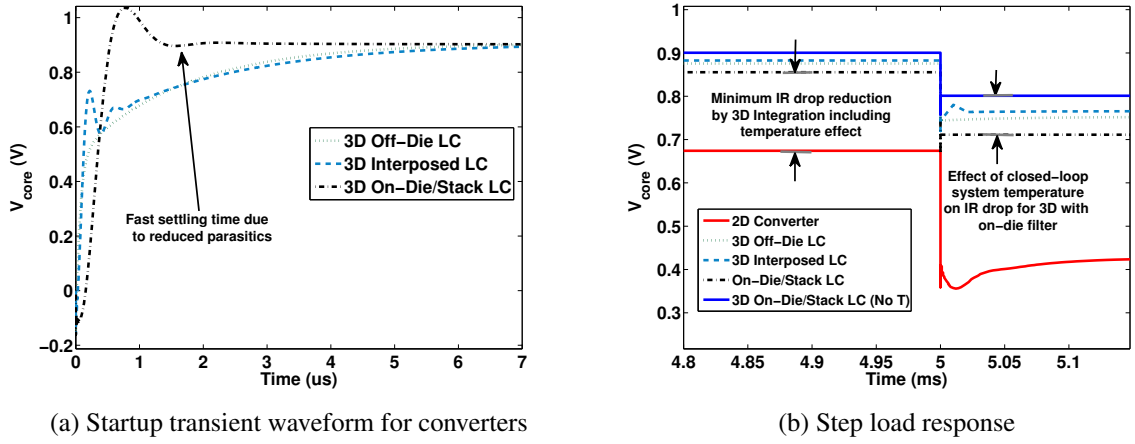 1
0.8
0.6
0.4
0.2
0
−0.2
V_core (V)
0
1
2
3
4
5
6
7
Time (us)
3D Off−Die LC
3D Interposed LC
3D On−Die/Stack LC
Fast settling time due
to reduced parasitics
(a) Startup transient waveform for converters
1
0.9
0.8
0.7
0.6
0.5
0.4
0.3
V_core (V)
4.8
4.85
4.9
4.95
5
5.05
5.1
Time (ms)
Minimum IR drop reduction
by 3D Integration including
temperature effect
Effect of closed−loop
system temperature
on IR drop for 3D with
on−die filter
2D Converter
3D Off−Die LC
3D Interposed LC
On−Die/Stack LC
3D On−Die/Stack LC (No T)
(b) Step load response